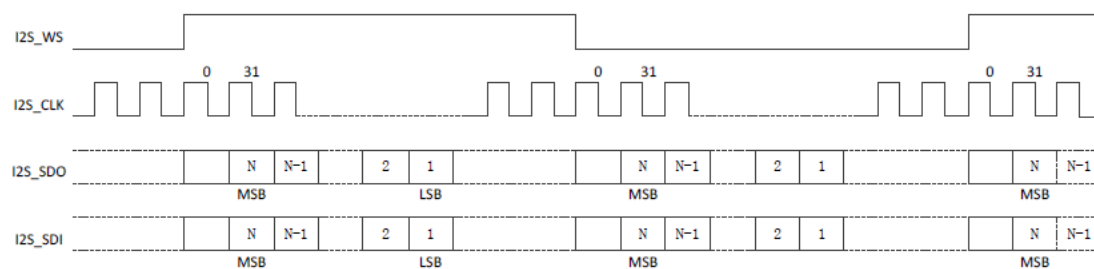 I2S_WS
0 31 0 31 0 31
I2S_CLK
I2S_SDO N N-1 2 1 N N-1 2 1 N N-1
MSB LSB MSB MSB
I2S_SDI N N-1 2 1 N N-1 2 1 N N-1
MSB LSB MSB MSB